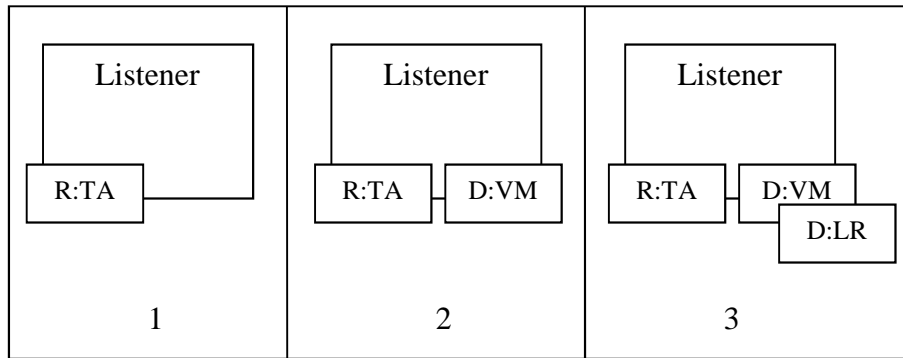 Listener
R:TA
1
Listener
R:TA D:VM
2
Listener
R:TA D:VM
D:LR
3